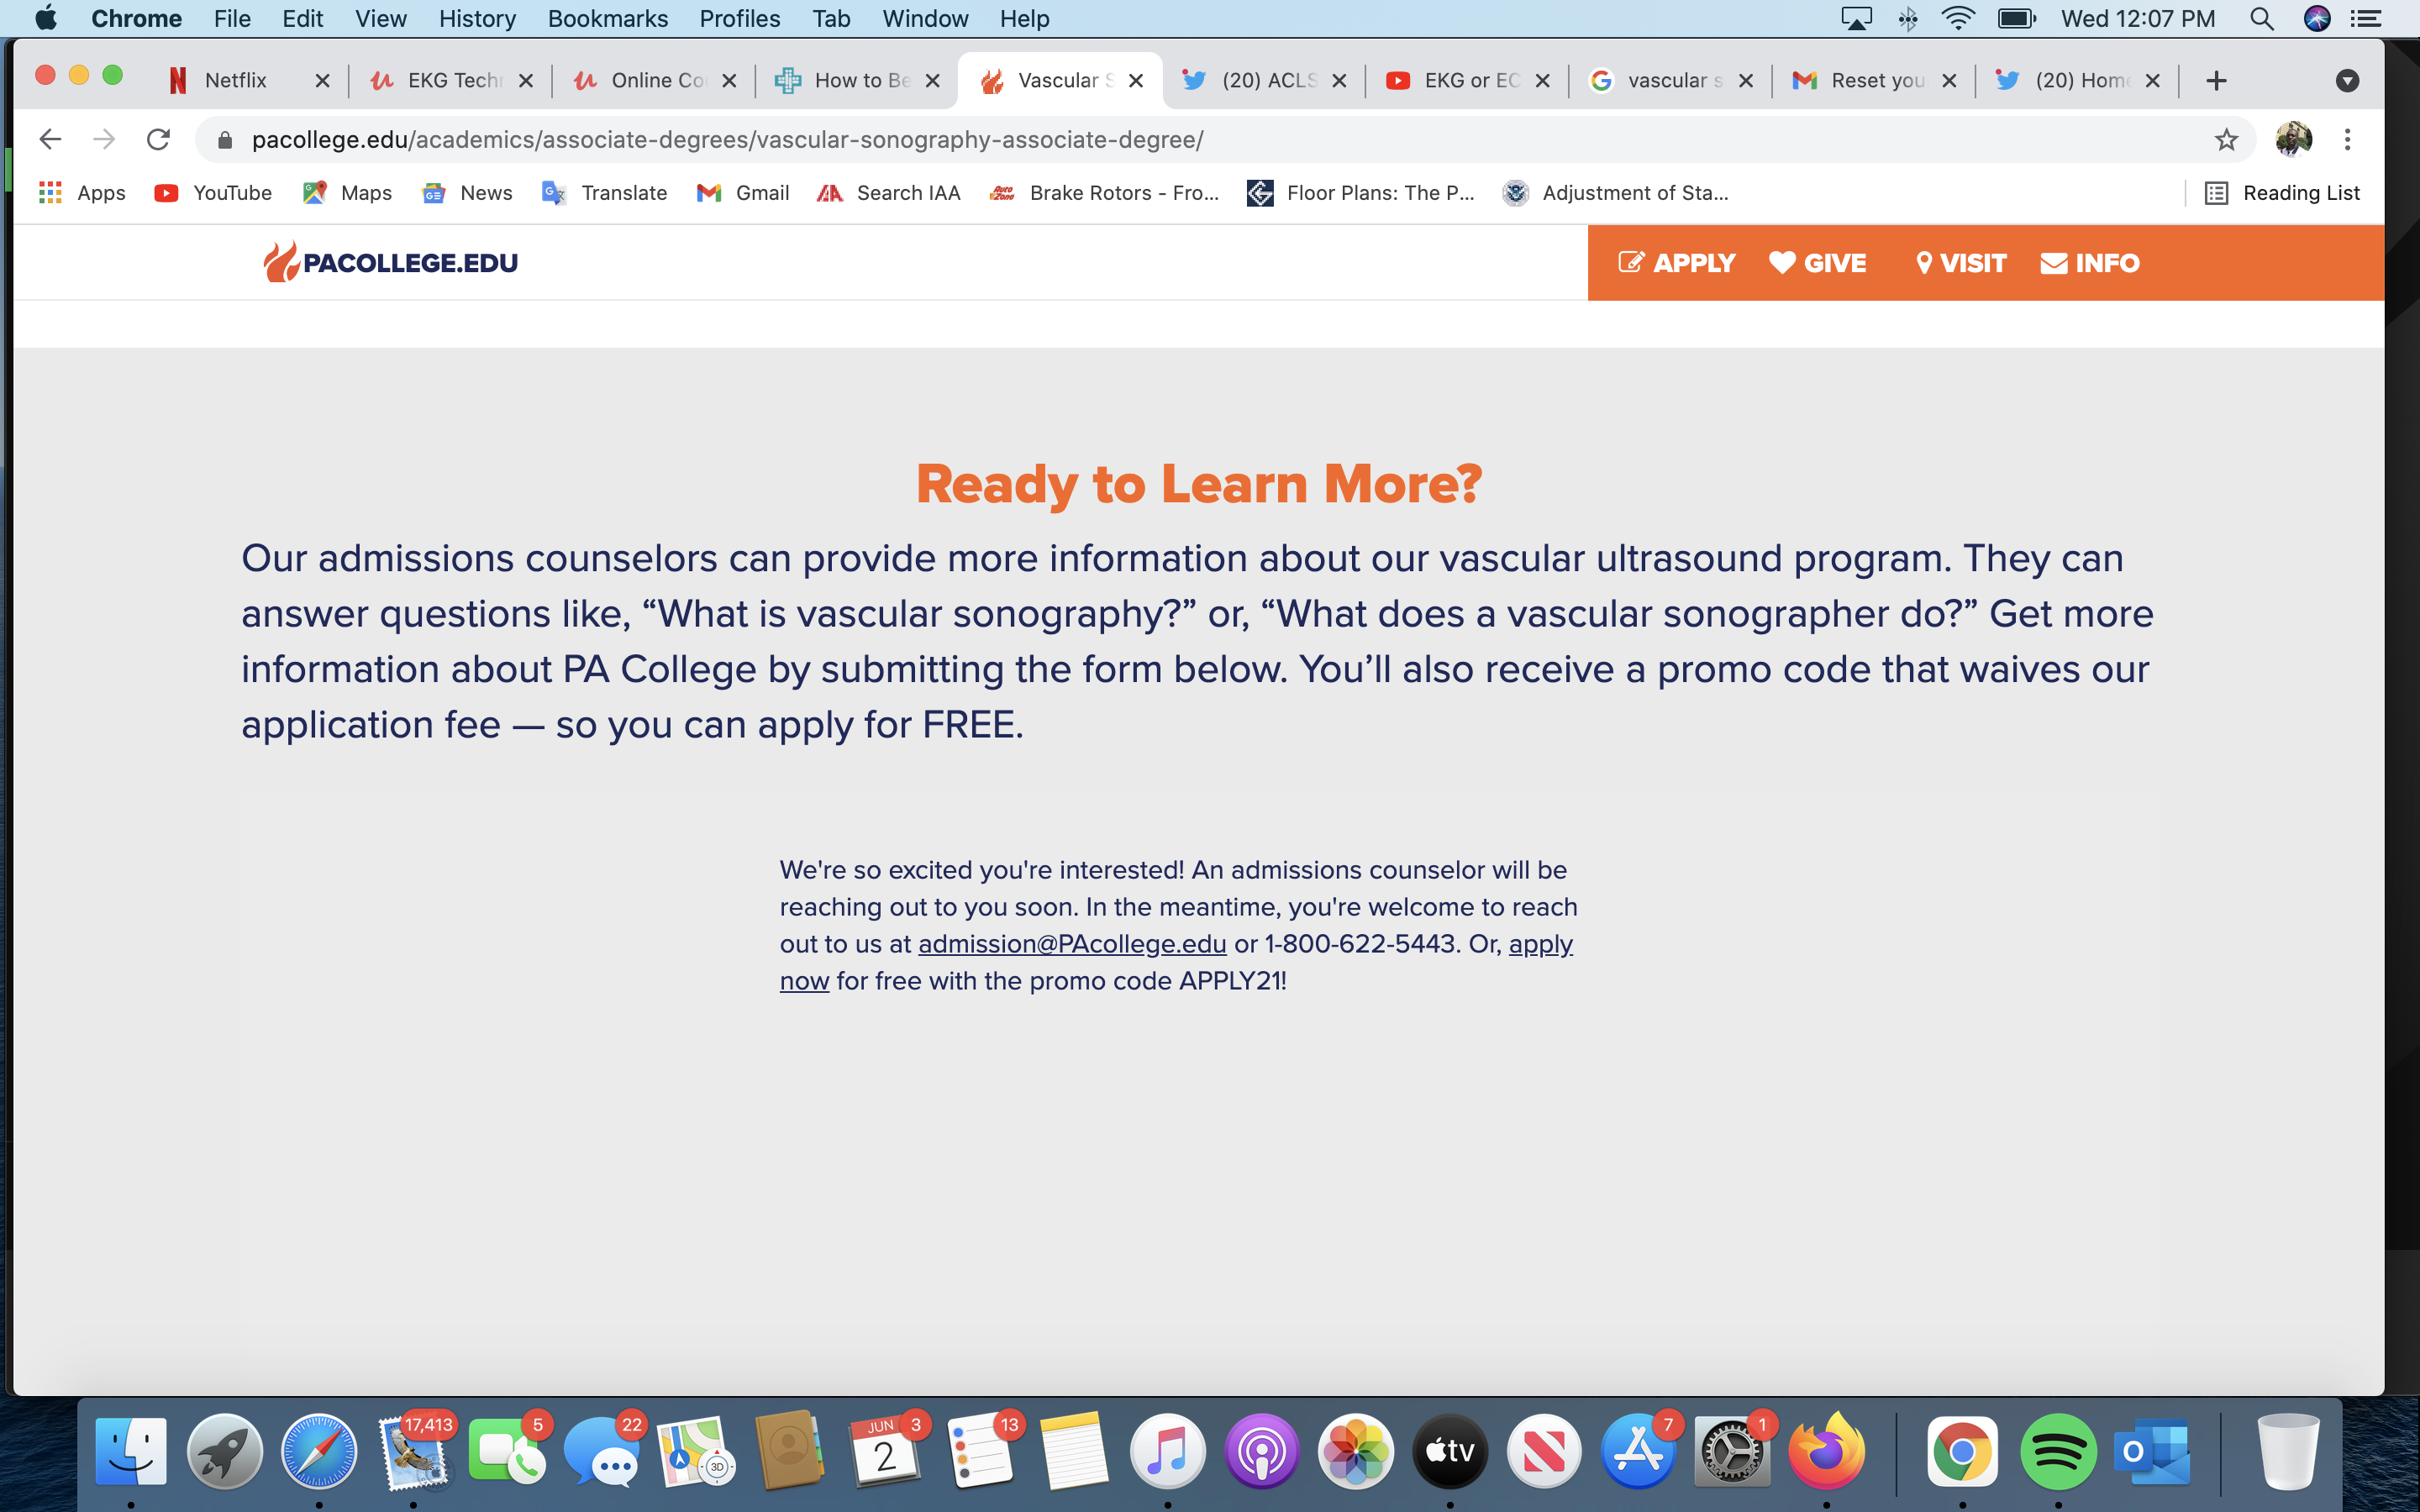 Chrome File Edit View History Bookmarks Profiles Tab Window Help Wed 12:07 PM
Netflix EKG Techn Online Co How to Be Vascular S (20) ACLS EKG or EC vascular s Reset you (20) Home
pacollege.edu/academics/associate-degrees/vascular-sonography-associate-degree/
Apps YouTube Maps News Translate Gmail Search IAA Brake Rotors - Fro... Floor Plans: The P... Adjustment of Sta... Reading List
PACOLLEGE.EDU APPLY GIVE VISIT INFO
Ready to Learn More?
Our admissions counselors can provide more information about our vascular ultrasound program. They can
answer questions like, “What is vascular sonography?” or, “What does a vascular sonographer do?” Get more
information about PA College by submitting the form below. You’ll also receive a promo code that waives our
application fee — so you can apply for FREE.
We're so excited you're interested! An admissions counselor will be
reaching out to you soon. In the meantime, you're welcome to reach
out to us at admission@PAcollege.edu or 1-800-622-5443. Or, apply
now for free with the promo code APPLY21!
17,413 5 22 3D JUN 2 3 13 tv 7 1